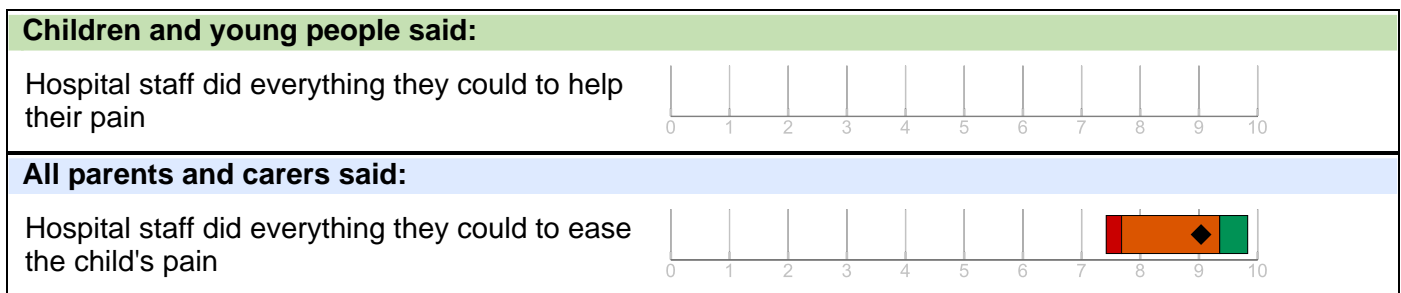 Children and young people said:
Hospital staff did everything they could to help
their pain
0 1 2 3 4 5 6 7 8 9 10
All parents and carers said:
Hospital staff did everything they could to ease
the child's pain
0 1 2 3 4 5 6 7 8 9 10